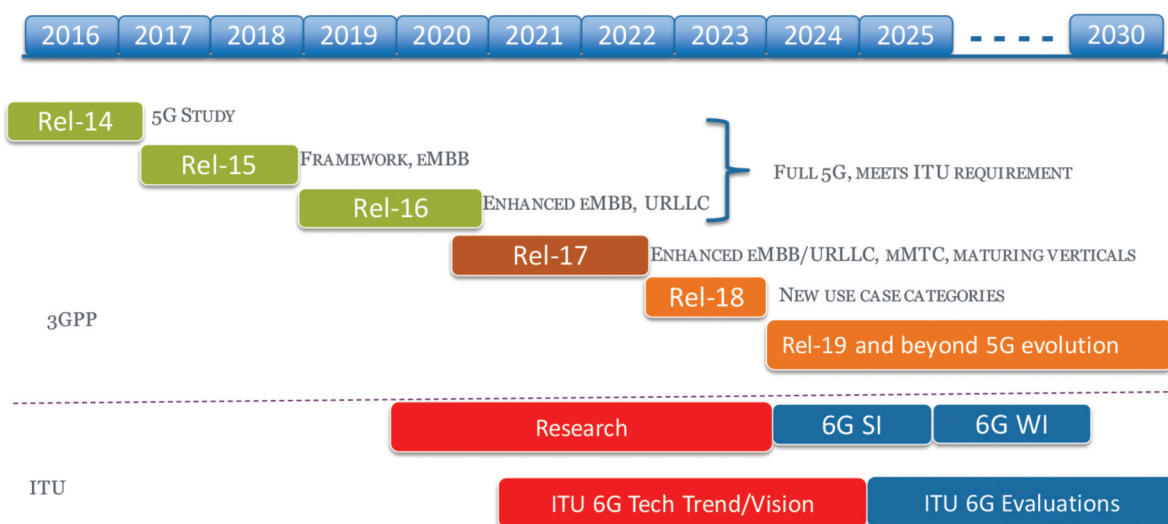 2016 2017 2018 2019 2020 2021 2022 2023 2024 2025 - - - - 2030
Rel-14 5G STUDY
Rel-15 FRAMEWORK, EMBB
FULL 5G, MEETS ITU REQUIREMENT
Rel-16 ENHANCED EMBB, URLLC
Rel-17 ENHANCED EMBB/URLLC, MMTC, MATURING VERTICALS
Rel-18 NEW USE CASE CATEGORIES
3GPP
Rel-19 and beyond 5G evolution
Research 6G SI 6G WI
ITU
ITU 6G Tech Trend/Vision ITU 6G Evaluations